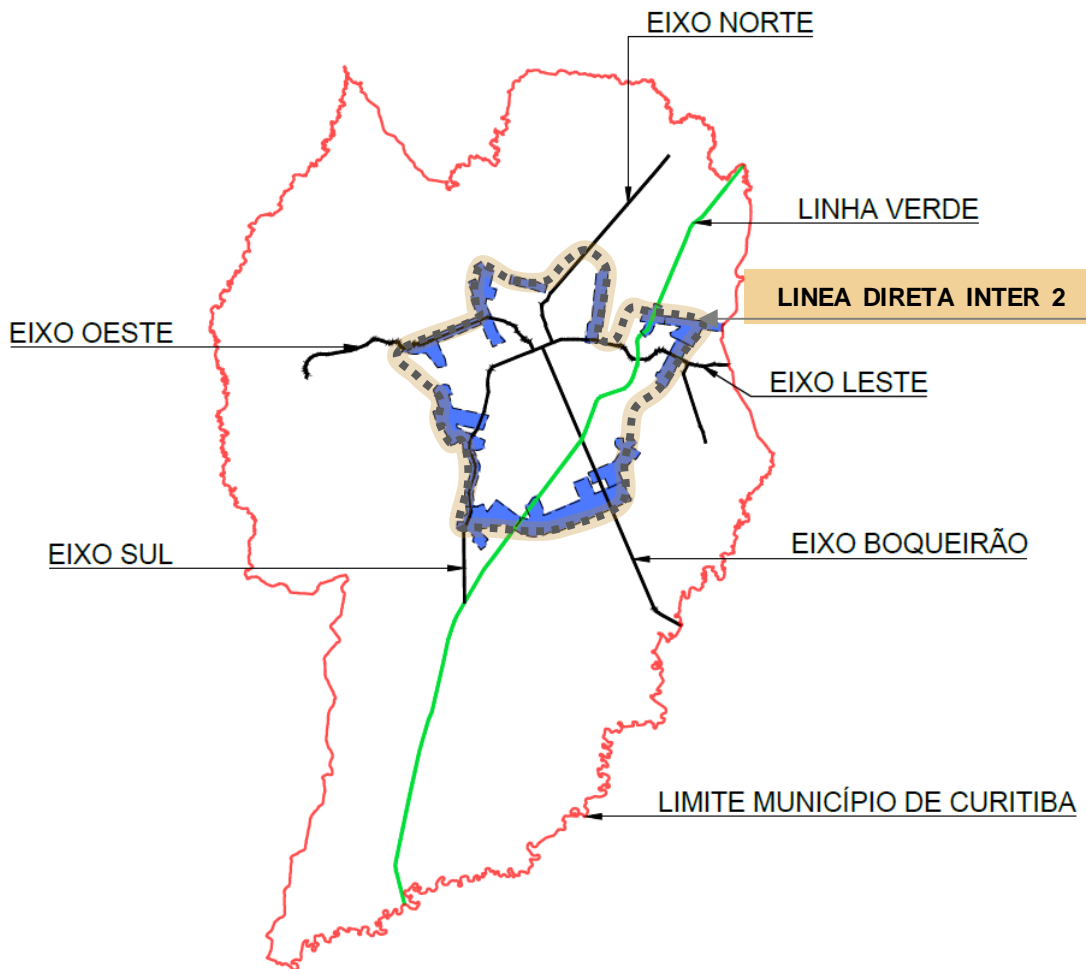 EIXO NORTE
LINHA VERDE
LINEA DIRETA INTER 2
EIXO OESTE
EIXO LESTE
EIXO SUL
EIXO BOQUEIRÃO
LIMITE MUNICÍPIO DE CURITIBA